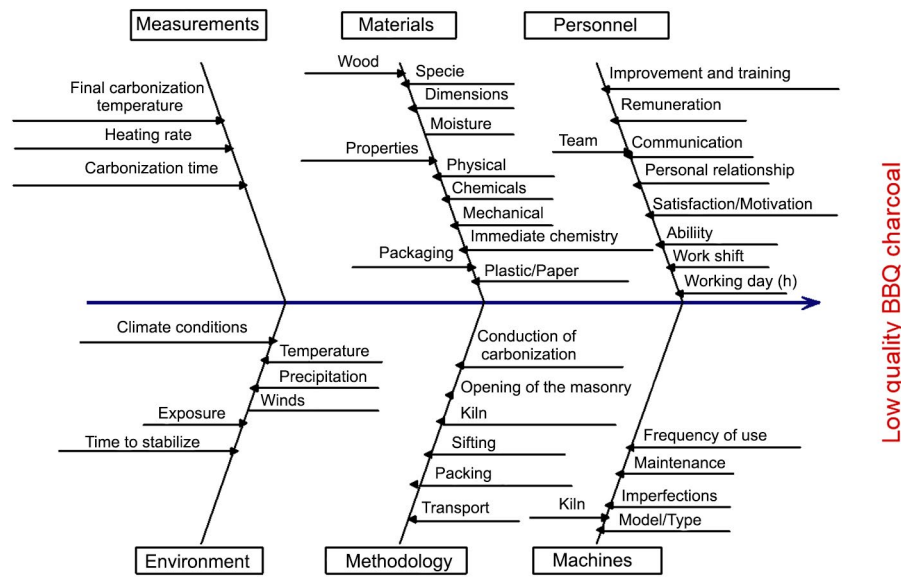 Measurements
Materials
Personnel
Final carbonization
temperature
Heating rate
Carbonization time
Wood
Specie
Dimensions
Moisture
Properties
Physical
Chemicals
Mechanical
Immediate chemistry
Packaging
Plastic/Paper
Improvement and training
Remuneration
Team
Communication
Personal relationship
Satisfaction/Motivation
Abiliity
Work shift
Working day (h)
Low quality BBQ charcoal
Climate conditions
Temperature
Precipitation
Winds
Exposure
Time to stabilize
Conduction of
carbonization
Opening of the masonry
Kiln
Sifting
Packing
Transport
Frequency of use
Maintenance
Imperfections
Kiln
Model/Type
Environment
Methodology
Machines